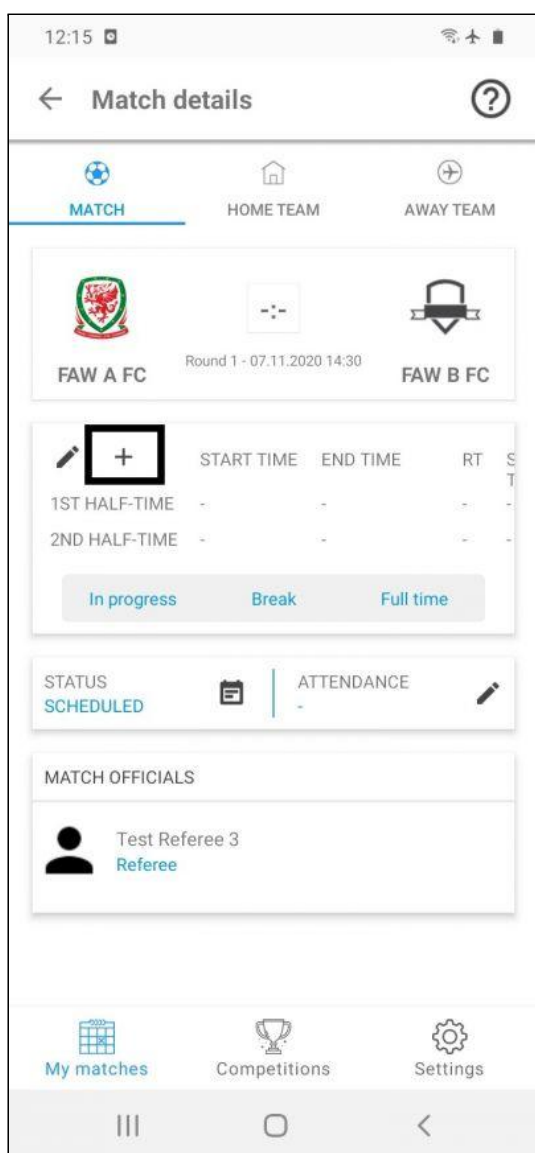 12:15
Match details
MATCH HOME TEAM AWAY TEAM
-:-
Round 1 - 07.11.2020 14:30
FAW A FC FAW B FC
+ START TIME END TIME RT S
T
1ST HALF-TIME - - - -
2ND HALF-TIME - - - -
In progress Break Full time
STATUS ATTENDANCE
SCHEDULED -
MATCH OFFICIALS
Test Referee 3
Referee
My matches Competitions Settings